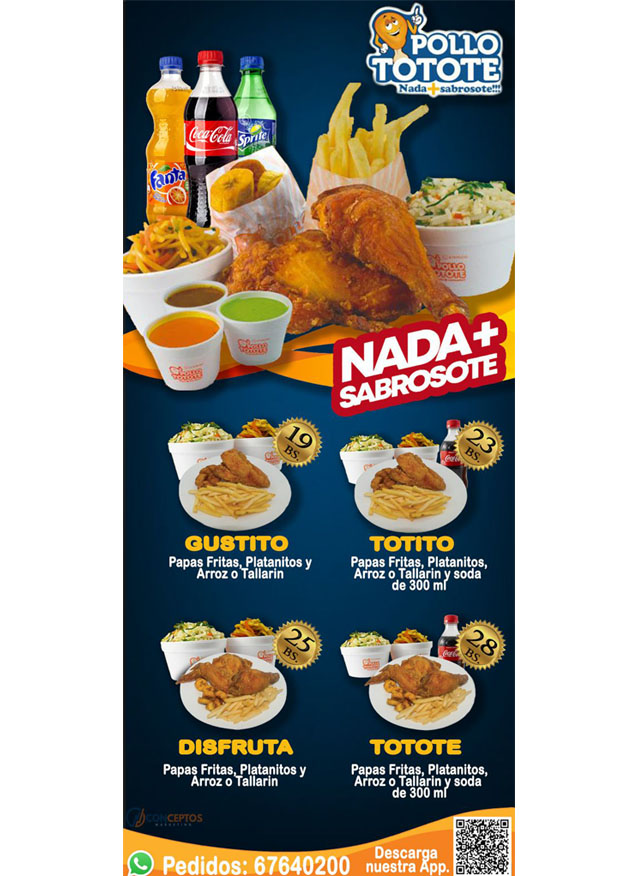 POLLO
TOTOTE
Nada+sabrosote!!!
Fanta
Coca-Cola
Sprite
POLLO
TOTOTE
NADA+
SABROSOTE
19
BS.
23
BS.
GUSTITO
Papas Fritas, Platanitos y
Arroz o Tallarin
TOTITO
Papas Fritas, Platanitos,
Arroz o Tallarin y soda
de 300 ml
25
BS.
28
BS.
DISFRUTA
Papas Fritas, Platanitos y
Arroz o Tallarin
TOTOTE
Papas Fritas, Platanitos,
Arroz o Tallarin y soda
de 300 ml
CONCEPTOS
MARKETING
Pedidos: 67640200
Descarga
nuestra App.